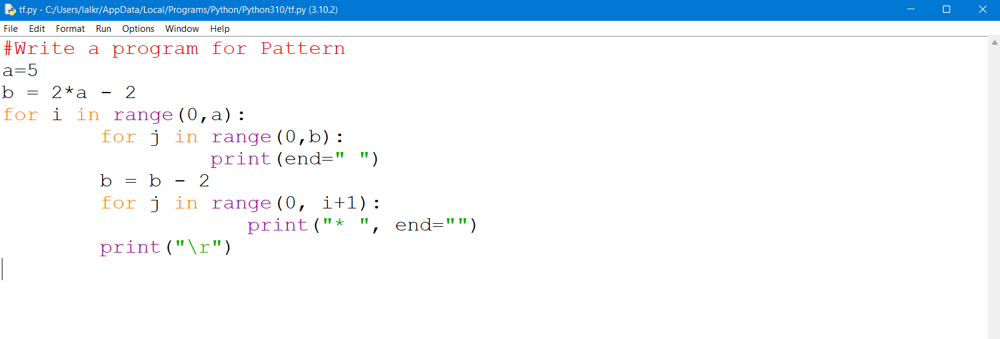 tf.py - C:/Users/lalkr/AppData/Local/Programs/Python/Python310/tf.py (3.10.2)
File Edit Format Run Options Window Help
#Write a program for Pattern
a=5
b = 2*a - 2
for i in range(0,a):
        for j in range(0,b):
                 print(end=" ")
        b = b - 2
        for j in range(0, i+1):
                    print("* ", end="")
        print("\r")